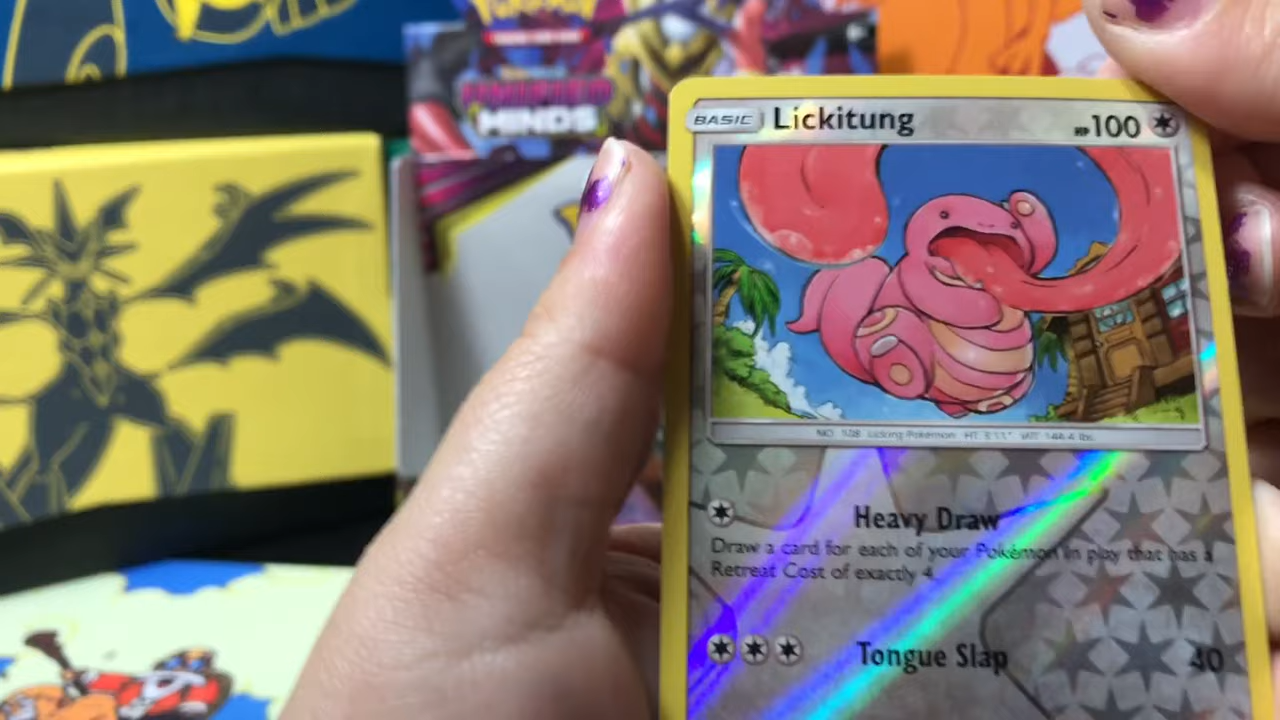 POKÉMON
MINDS
BASIC Lickitung HP100
NO. 108 Licking Pokémon HT: 3'11" WT: 144.4 lbs.
Heavy Draw
Draw a card for each of your Pokémon in play that has a
Retreat Cost of exactly 4.
Tongue Slap 40